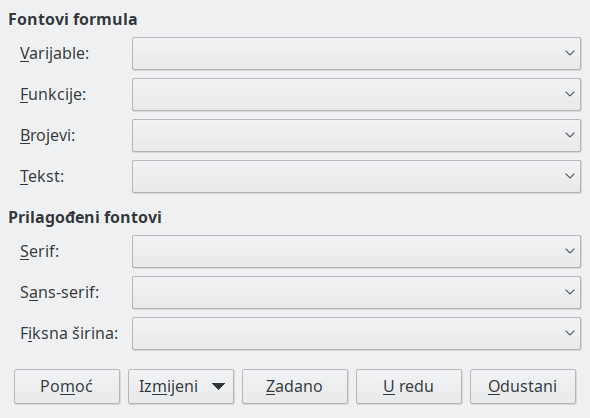 Fontovi formula
Varijable:
Funkcije:
Brojevi:
Tekst:
Prilagođeni fontovi
Serif:
Sans-serif:
Fiksna širina:
Pomoć Izmijeni Zadano U redu Odustani